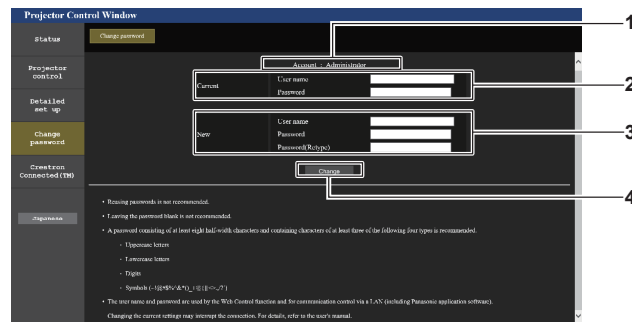 Projector Control Window
Status
Change password
1
Account : Administrator
Projector
control
Current
User name
Password
2
Detailed
set up
New
User name
Password
Password(Retype)
3
Change
password
Change
4
Crestron
Connected(TM)
Japanese
• Reusing passwords is not recommended.
• Leaving the password blank is not recommended.
• A password consisting of at least eight half-width characters and containing characters of at least three of the following four types is recommended.
- Uppercase letters
- Lowercase letters
- Digits
- Symbols
• The user name and password are used by the Web Control function and for communication control via a LAN (including Panasonic application software).
Changing the current settings may interrupt the connection. For details, refer to the user's manual.